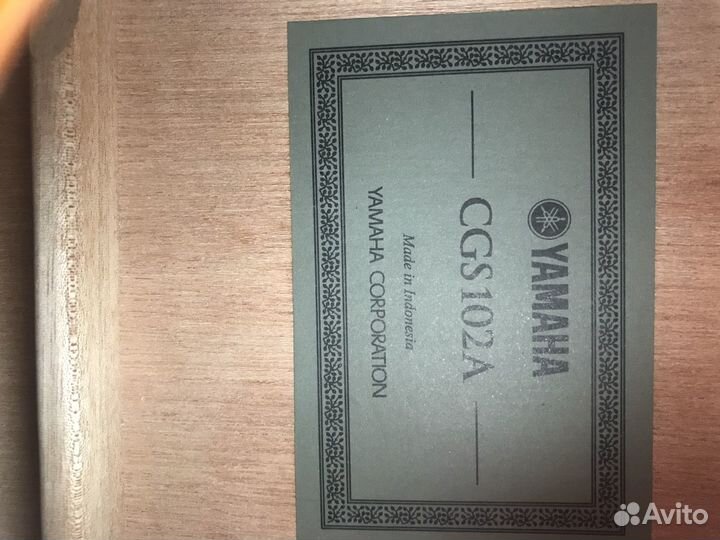 YAMAHA
CGS102A
Made in Indonesia
YAMAHA CORPORATION
Avito